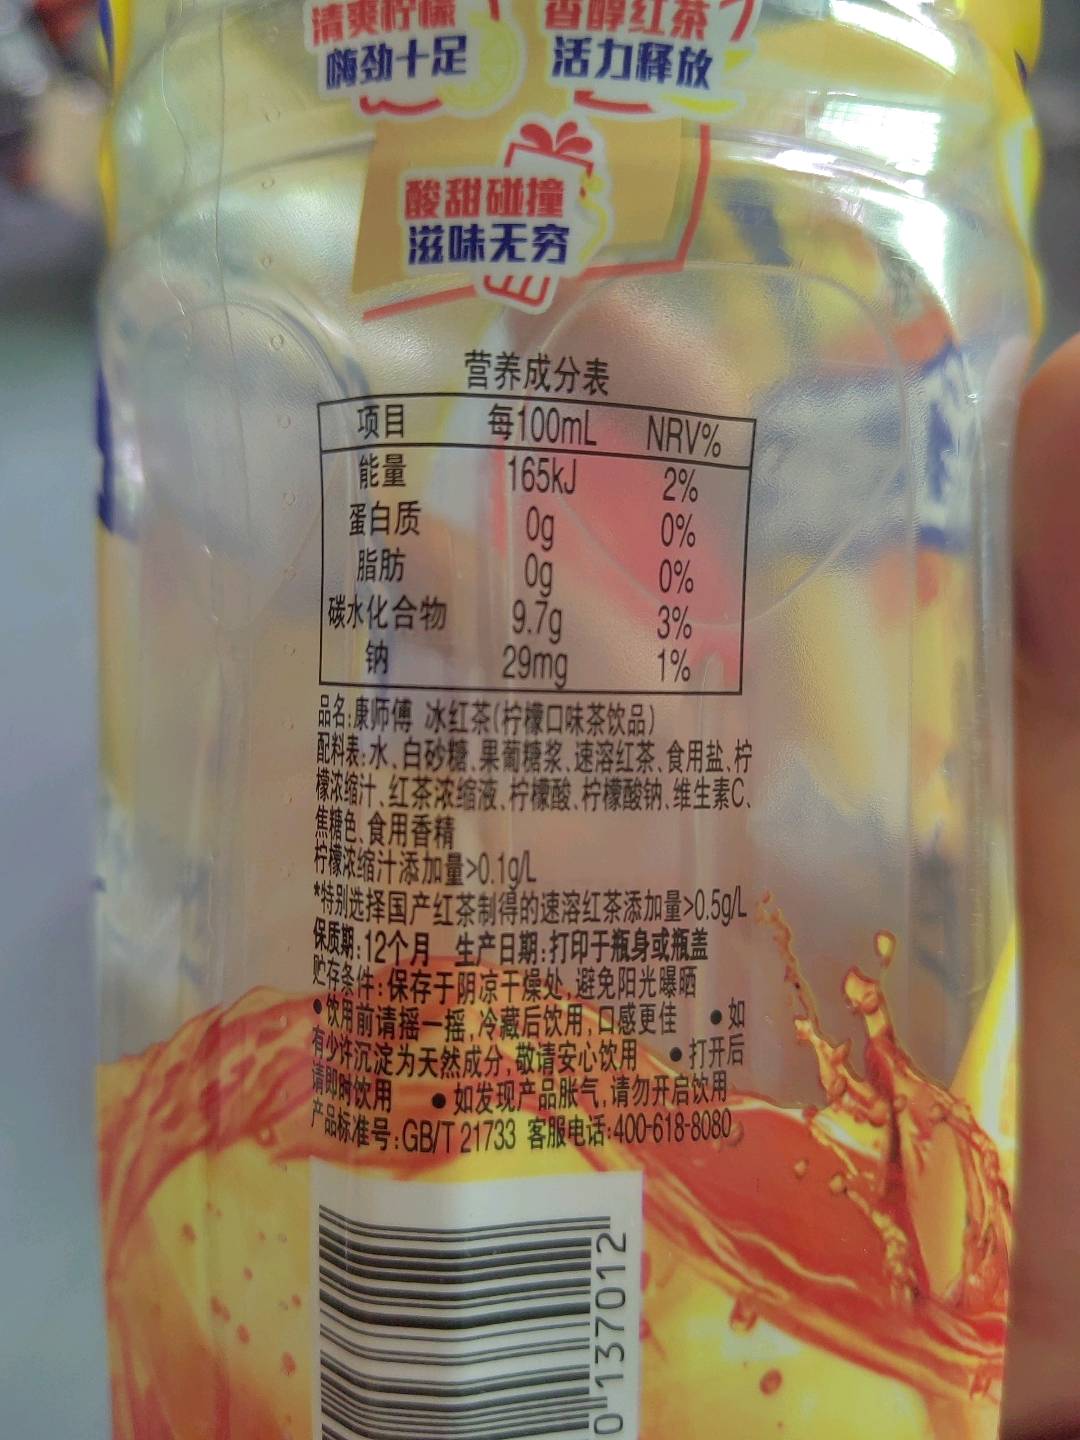 清爽柠檬 香醇红茶
嗨劲十足 活力释放
酸甜碰撞
滋味无穷
营养成分表
项目 每100mL NRV%
能量 165kJ 2%
蛋白质 0g 0%
脂肪 0g 0%
碳水化合物 9.7g 3%
钠 29mg 1%
品名:康师傅 冰红茶(柠檬口味茶饮品)
配料表:水、白砂糖、果葡糖浆、速溶红茶、食用盐、柠
檬浓缩汁、红茶浓缩液、柠檬酸、柠檬酸钠、维生素C、
焦糖色、食用香精
柠檬浓缩汁添加量>0.1g/L
*特别选择国产红茶制得的速溶红茶添加量>0.5g/L
保质期:12个月 生产日期:打印于瓶身或瓶盖
贮存条件:保存于阴凉干燥处,避免阳光曝晒
•饮用前请摇一摇,冷藏后饮用,口感更佳 •如
有少许沉淀为天然成分,敬请安心饮用 •打开后
请即时饮用 •如发现产品胀气,请勿开启饮用
产品标准号:GB/T 21733 客服电话:400-618-8080
0 137012